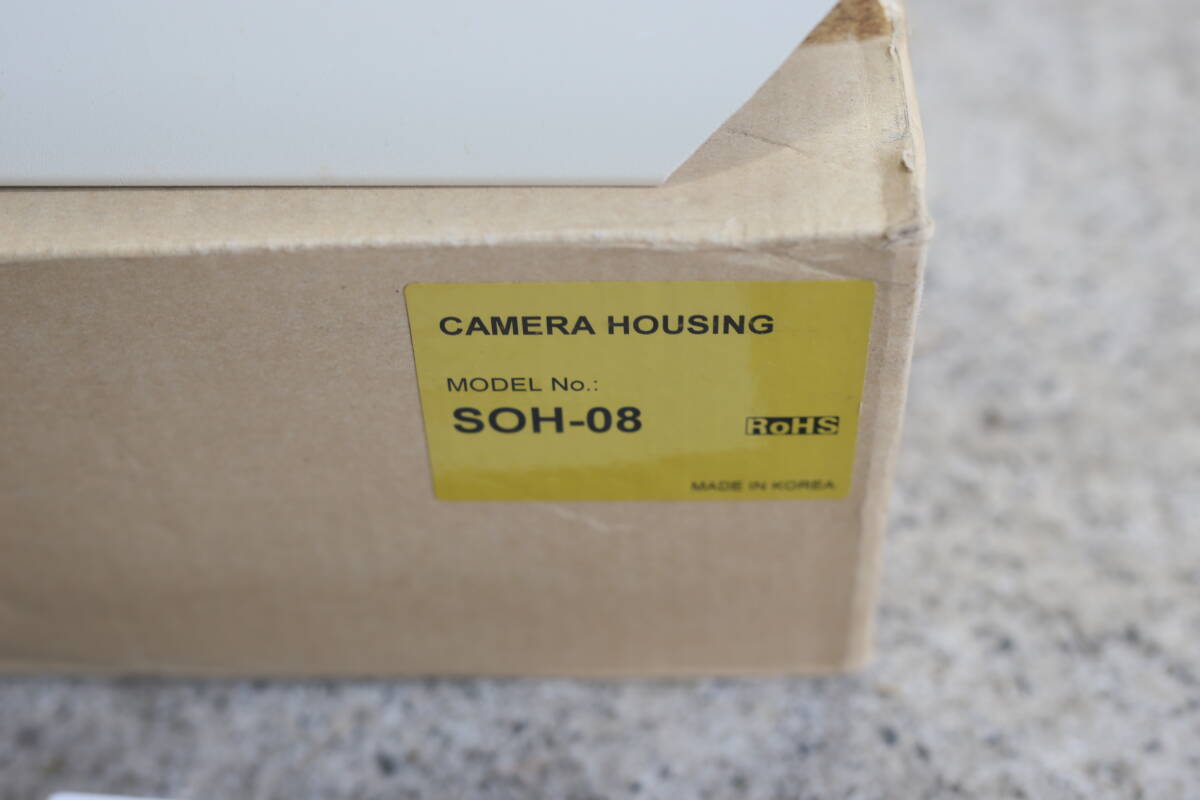 CAMERA HOUSING
MODEL No.:
SOH-08
RoHS
MADE IN KOREA